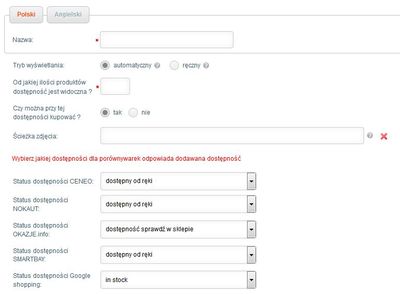 Polski Angielski
Nazwa:
Tryb wyświetlania: automatyczny ręczny
Od jakiej ilości produktów
dostępność jest widoczna ?
Czy można przy tej
dostępności kupować ? tak nie
Ścieżka zdjęcia:
Wybierz jakiej dostępności dla porównywarek odpowiada dodawana dostępność
Status dostępności CENEO: dostępny od ręki
Status dostępności
NOKAUT: dostępny od ręki
Status dostępności
OKAZJE.info: dostępność sprawdź w sklepie
Status dostępności
SMARTBAY: dostępny od ręki
Status dostępności Google
shopping: in stock